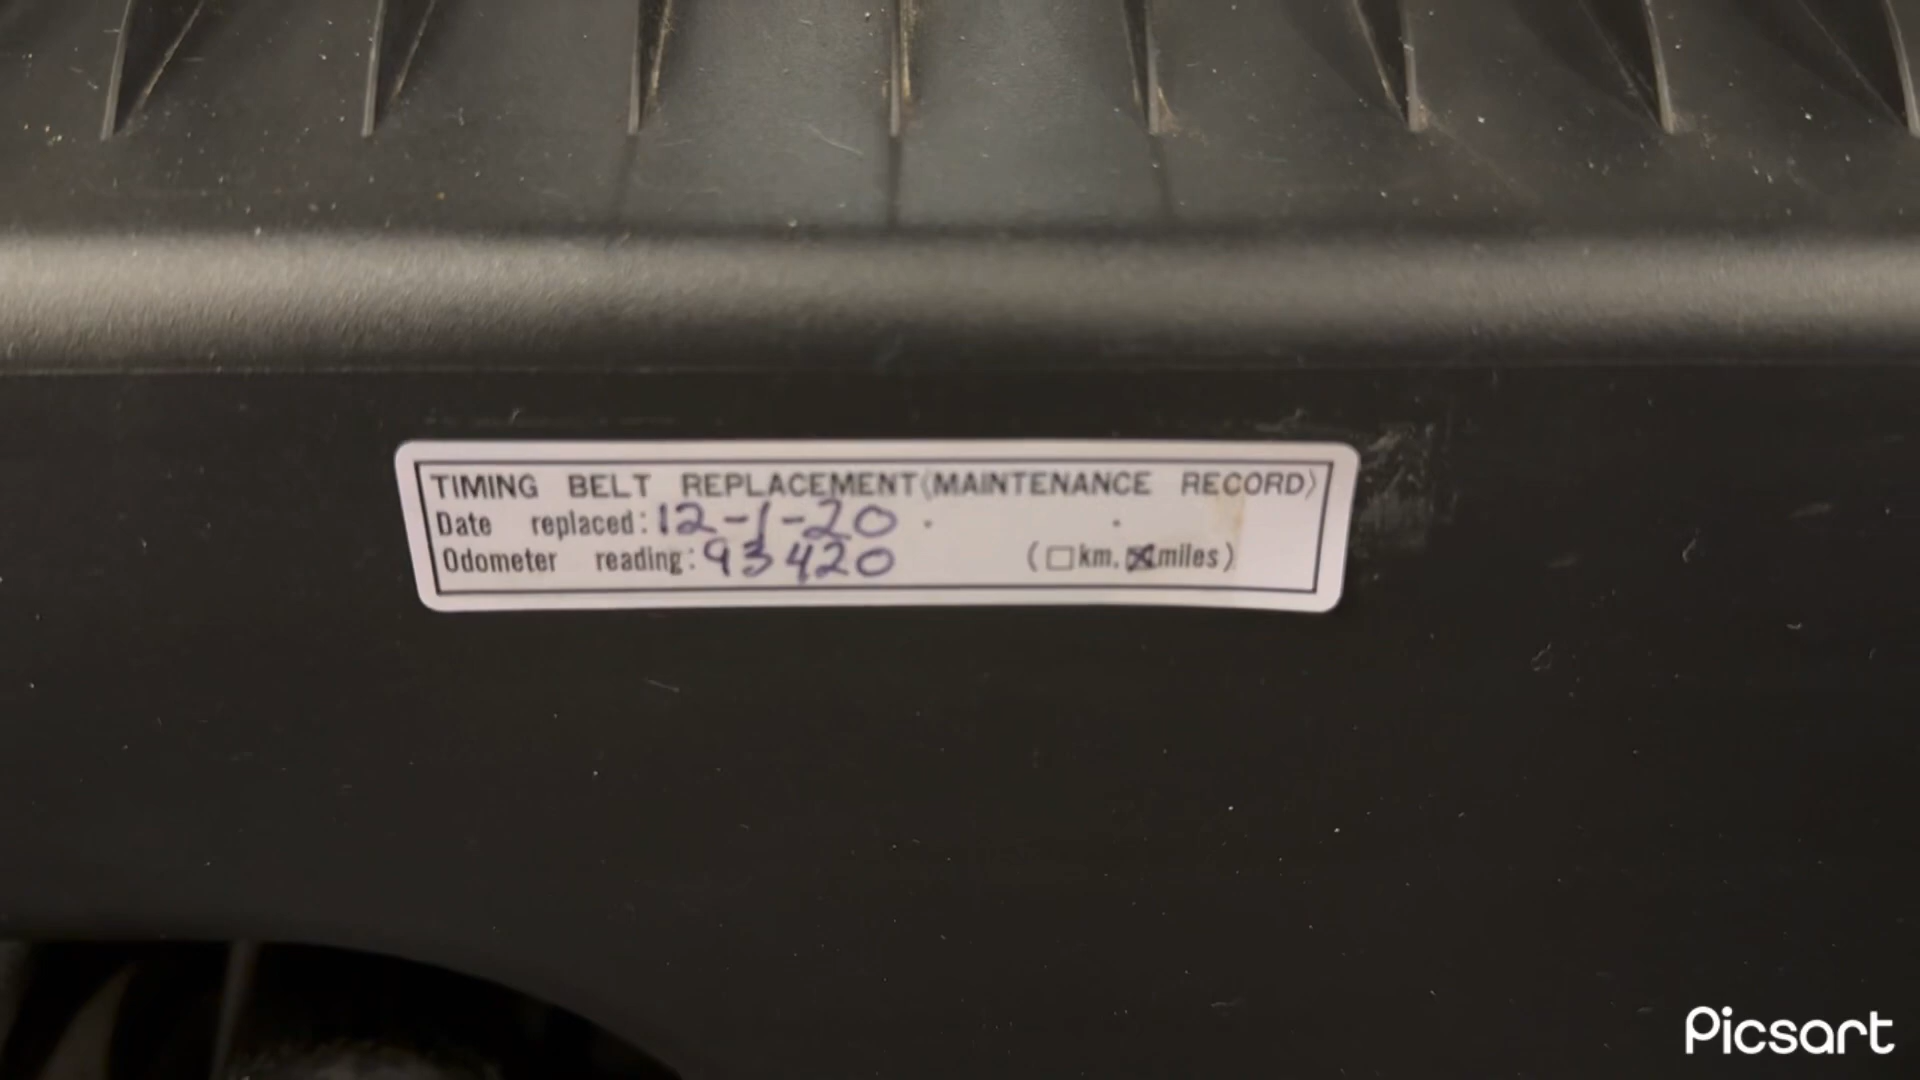 TIMING BELT REPLACEMENT (MAINTENANCE RECORD)
Date replaced: 12-1-20
Odometer reading: 93420 (☐km. ☒miles)
Picsart